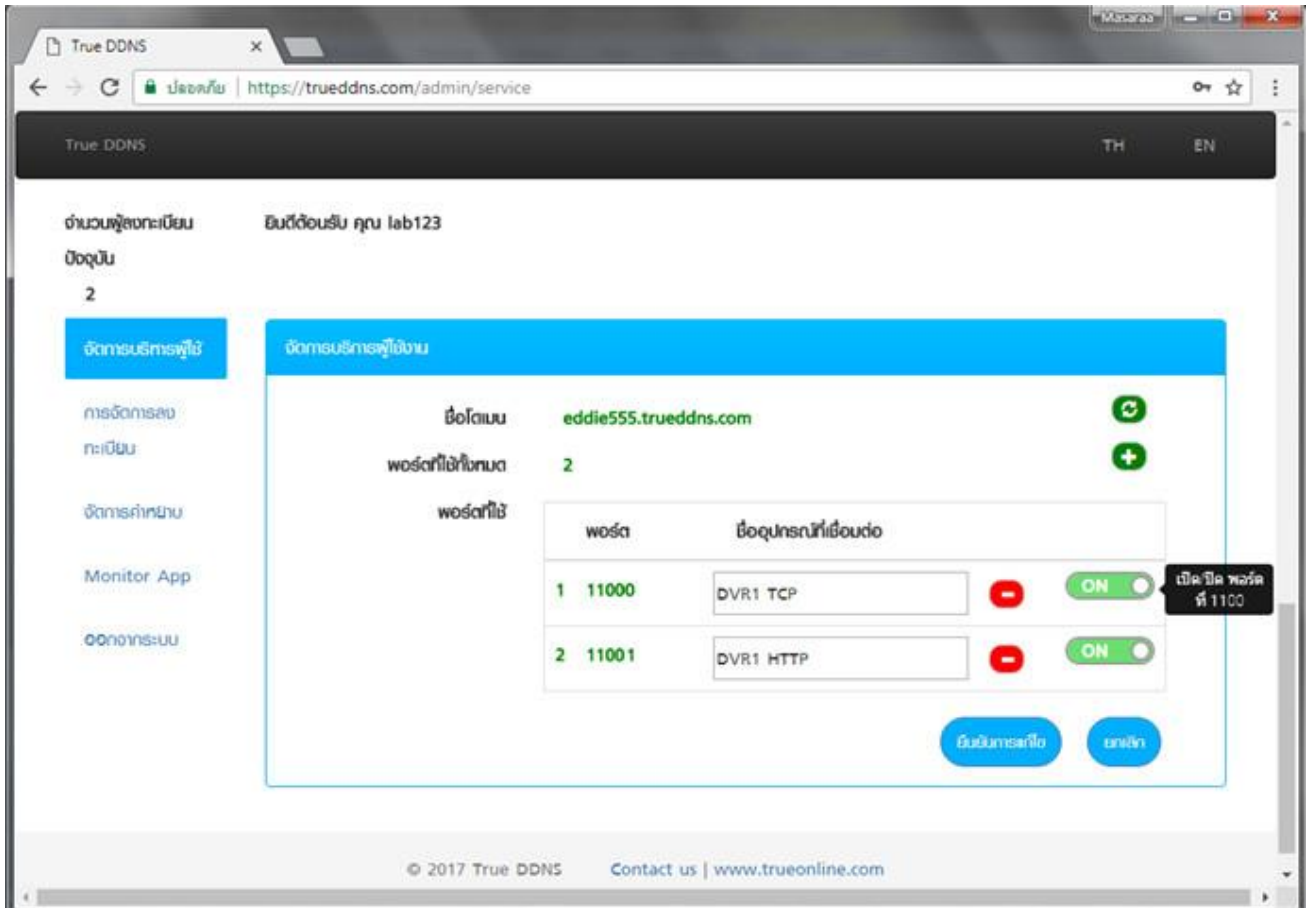 Masaraa
True DDNS
ปลอดภัย https://trueddns.com/admin/service
True DDNS TH EN
จำนวนผู้ลงทะเบียน
ปัจจุบัน
2
ยินดีต้อนรับ คุณ lab123
จัดการบริการผู้ใช้
การจัดการลง
ทะเบียน
จัดการคำหยาบ
Monitor App
ออกจากระบบ
จัดการบริการผู้ใช้งาน
ชื่อโดเมน eddie555.trueddns.com
พอร์ตที่ใช้ทั้งหมด 2
พอร์ตที่ใช้
พอร์ต ชื่ออุปกรณ์ที่เชื่อมต่อ
1 11000 DVR1 TCP ON
เปิด/ปิด พอร์ต
ที่ 1100
2 11001 DVR1 HTTP ON
ยืนยันการแก้ไข ยกเลิก
© 2017 True DDNS Contact us | www.trueonline.com